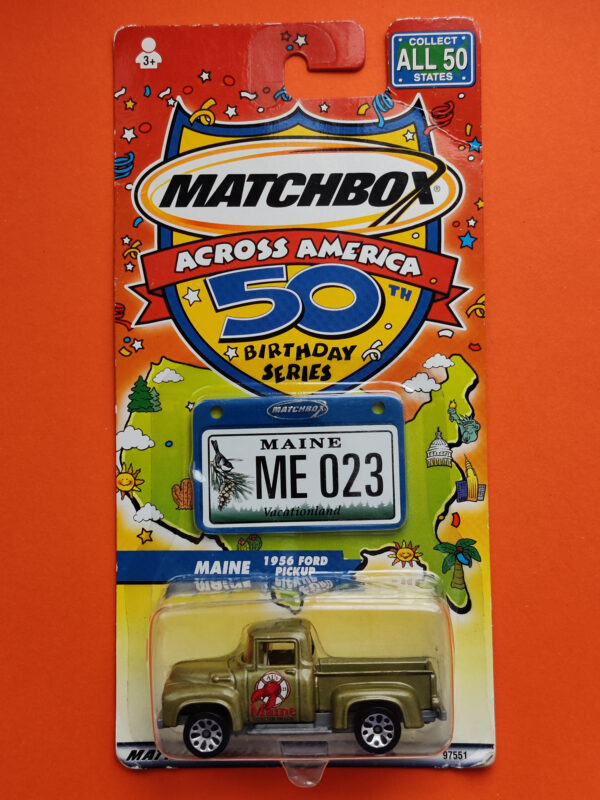 3+
COLLECT
ALL 50
STATES
MATCHBOX®
ACROSS AMERICA
50TH
BIRTHDAY
SERIES
MATCHBOX
MAINE
ME 023
Vacationland
MAINE 1956 FORD
PICKUP
Maine
MAT
97551